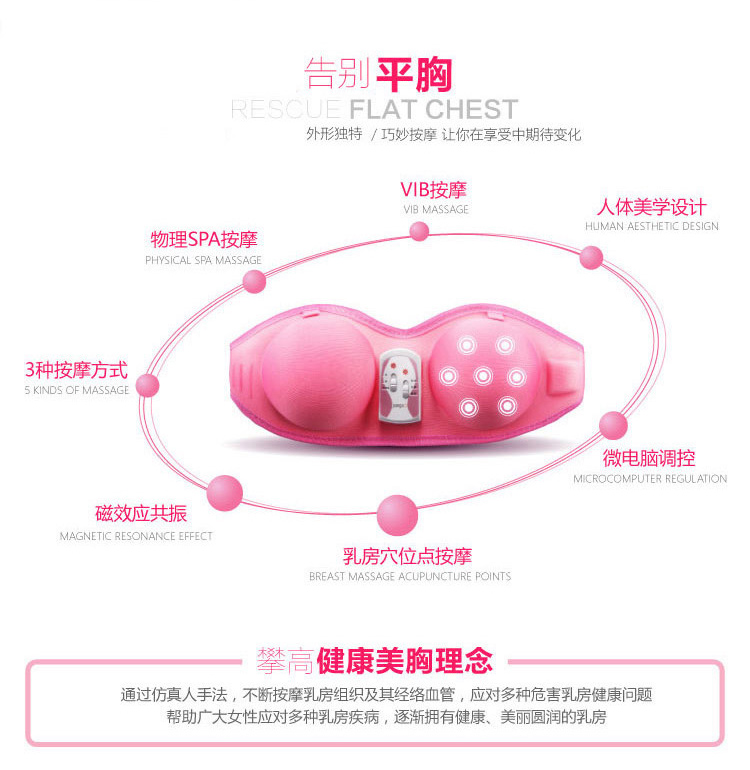 告别平胸
RESCUE FLAT CHEST
外形独特 / 巧妙按摩 让你在享受中期待变化
VIB按摩
VIB MASSAGE
人体美学设计
HUMAN AESTHETIC DESIGN
物理SPA按摩
PHYSICAL SPA MASSAGE
3种按摩方式
5 KINDS OF MASSAGE
微电脑调控
MICROCOMPUTER REGULATION
磁效应共振
MAGNETIC RESONANCE EFFECT
乳房穴位点按摩
BREAST MASSAGE ACUPUNCTURE POINTS
攀高健康美胸理念
通过仿真人手法，不断按摩乳房组织及其经络血管，应对多种危害乳房健康问题
帮助广大女性应对多种乳房疾病，逐渐拥有健康、美丽圆润的乳房